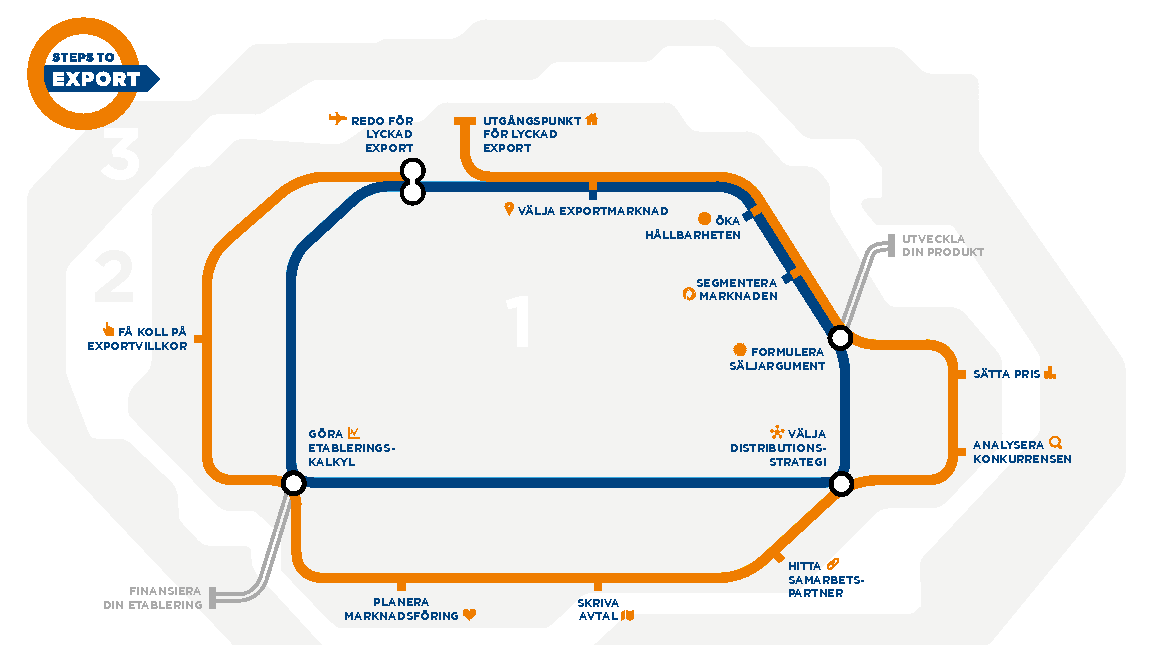 STEPS TO
EXPORT
3
2
1
REDO FÖR
LYCKAD
EXPORT
UTGÅNGSPUNKT
FÖR LYCKAD
EXPORT
VÄLJA EXPORTMARKNAD
ÖKA
HÅLLBARHETEN
UTVECKLA
DIN PRODUKT
SEGMENTERA
MARKNADEN
FÅ KOLL PÅ
EXPORTVILLKOR
FORMULERA
SÄLJARGUMENT
SÄTTA PRIS
GÖRA
ETABLERINGS-
KALKYL
VÄLJA
DISTRIBUTIONS-
STRATEGI
ANALYSERA
KONKURRENSEN
HITTA
SAMARBETS-
PARTNER
FINANSIERA
DIN ETABLERING
PLANERA
MARKNADSFÖRING
SKRIVA
AVTAL